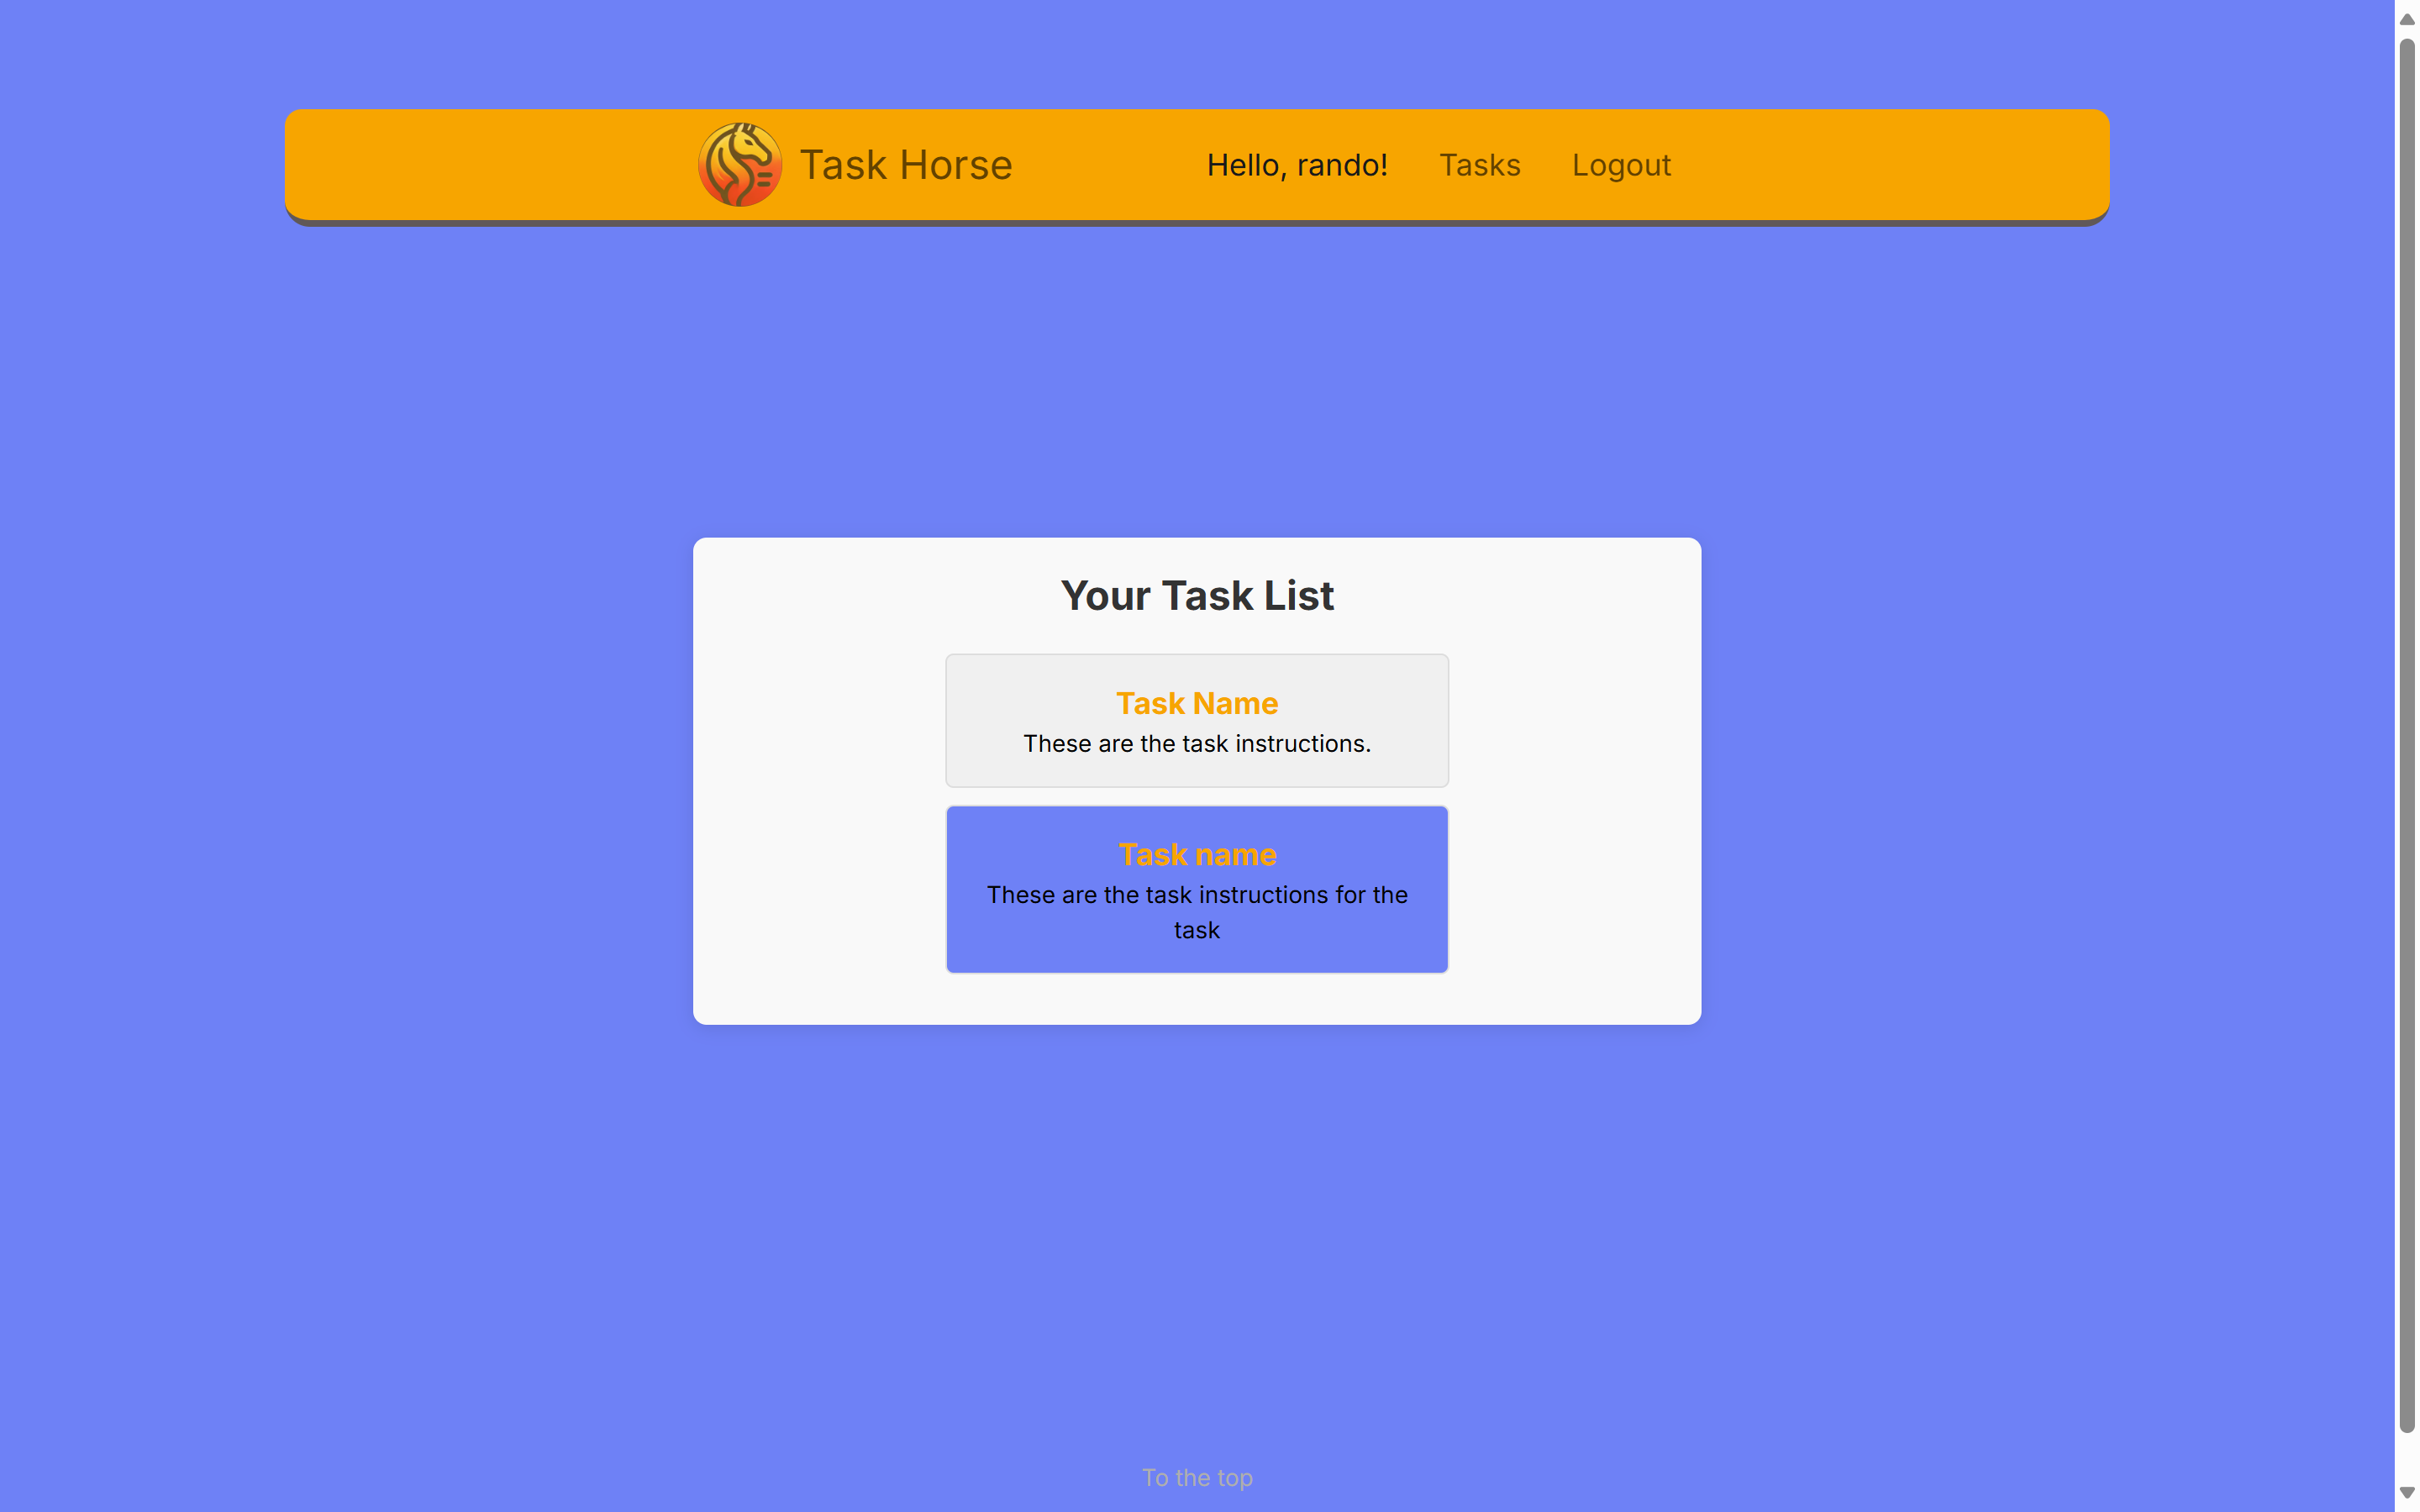 Task Horse
Hello, rando!
Tasks
Logout
Your Task List
Task Name
These are the task instructions.
Task name
These are the task instructions for the
task
To the top